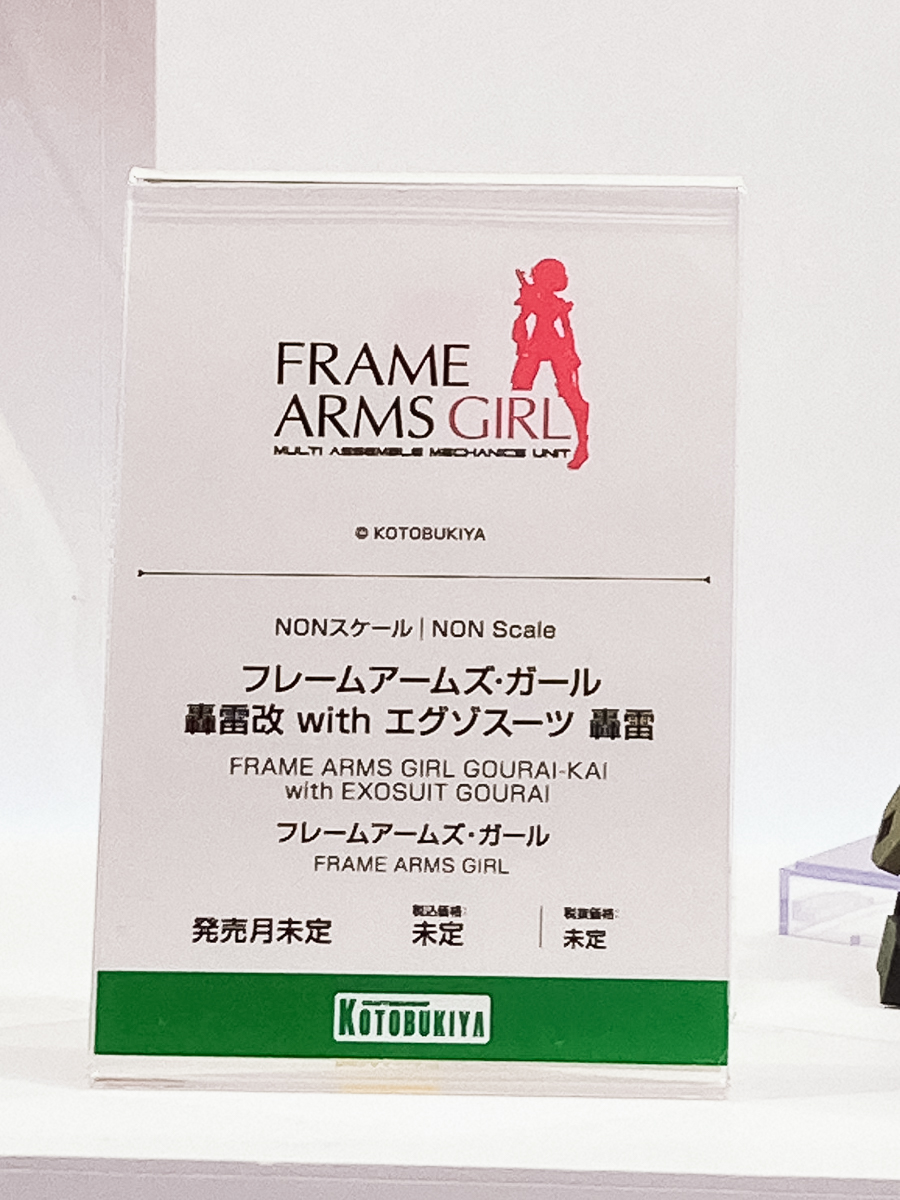 FRAME
ARMS GIRL
MULTI ASSEMBLE MECHANICS UNIT
© KOTOBUKIYA
NONスケール | NON Scale
フレームアームズ・ガール
轟雷改 with エグゾスーツ 轟雷
FRAME ARMS GIRL GOURAI-KAI
with EXOSUIT GOURAI
フレームアームズ・ガール
FRAME ARMS GIRL
発売月未定
税込価格:
未定
税抜価格:
未定
KOTOBUKIYA